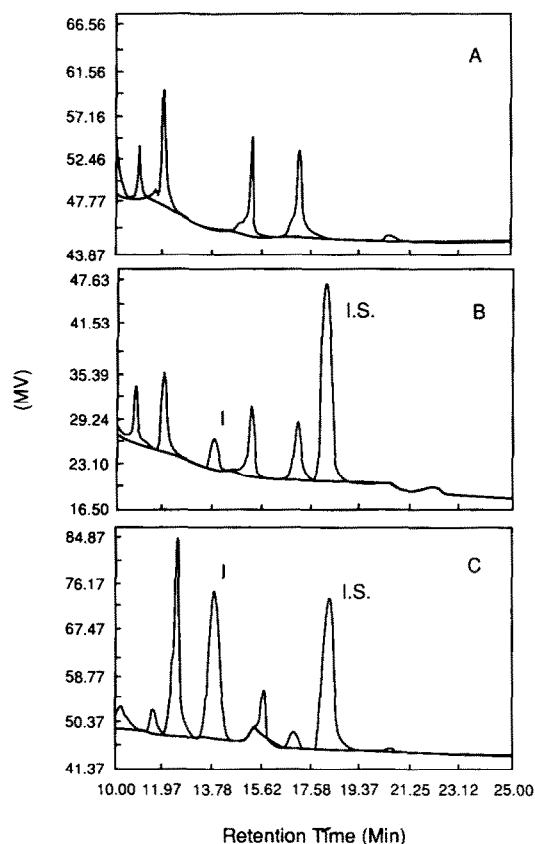 66.56
A
61.56
57.16
52.46
47.77
43.87
47.63
I.S.
B
41.53
35.39
29.24
I
23.10
16.50
(MV)
84.87
C
76.17
I
I.S.
67.47
58.77
50.37
41.37
10.00 11.97 13.78 15.62 17.58 19.37 21.25 23.12 25.00
Retention Time (Min)